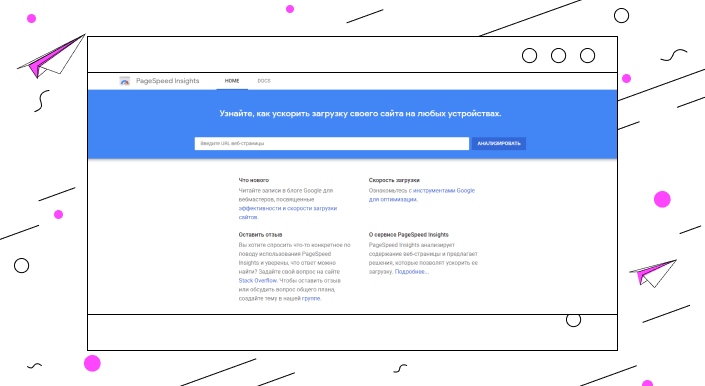 PageSpeed Insights HOME DOCS
Узнайте, как ускорить загрузку своего сайта на любых устройствах.
Введите URL веб-страницы АНАЛИЗИРОВАТЬ
Что нового
Читайте записи в блоге Google для
вебмастеров, посвященные
эффективности и скорости загрузки
сайтов.
Скорость загрузки
Ознакомьтесь с инструментами Google
для оптимизации.
Оставить отзыв
Вы хотите спросить что-то конкретное по
поводу использования PageSpeed
Insights и уверены, что ответ можно
найти? Задайте свой вопрос на сайте
Stack Overflow. Чтобы оставить отзыв
или обсудить вопрос общего плана,
создайте тему в нашей группе.
О сервисе PageSpeed Insights
PageSpeed Insights анализирует
содержание веб-страницы и предлагает
решения, которые позволят ускорить ее
загрузку. Подробнее...